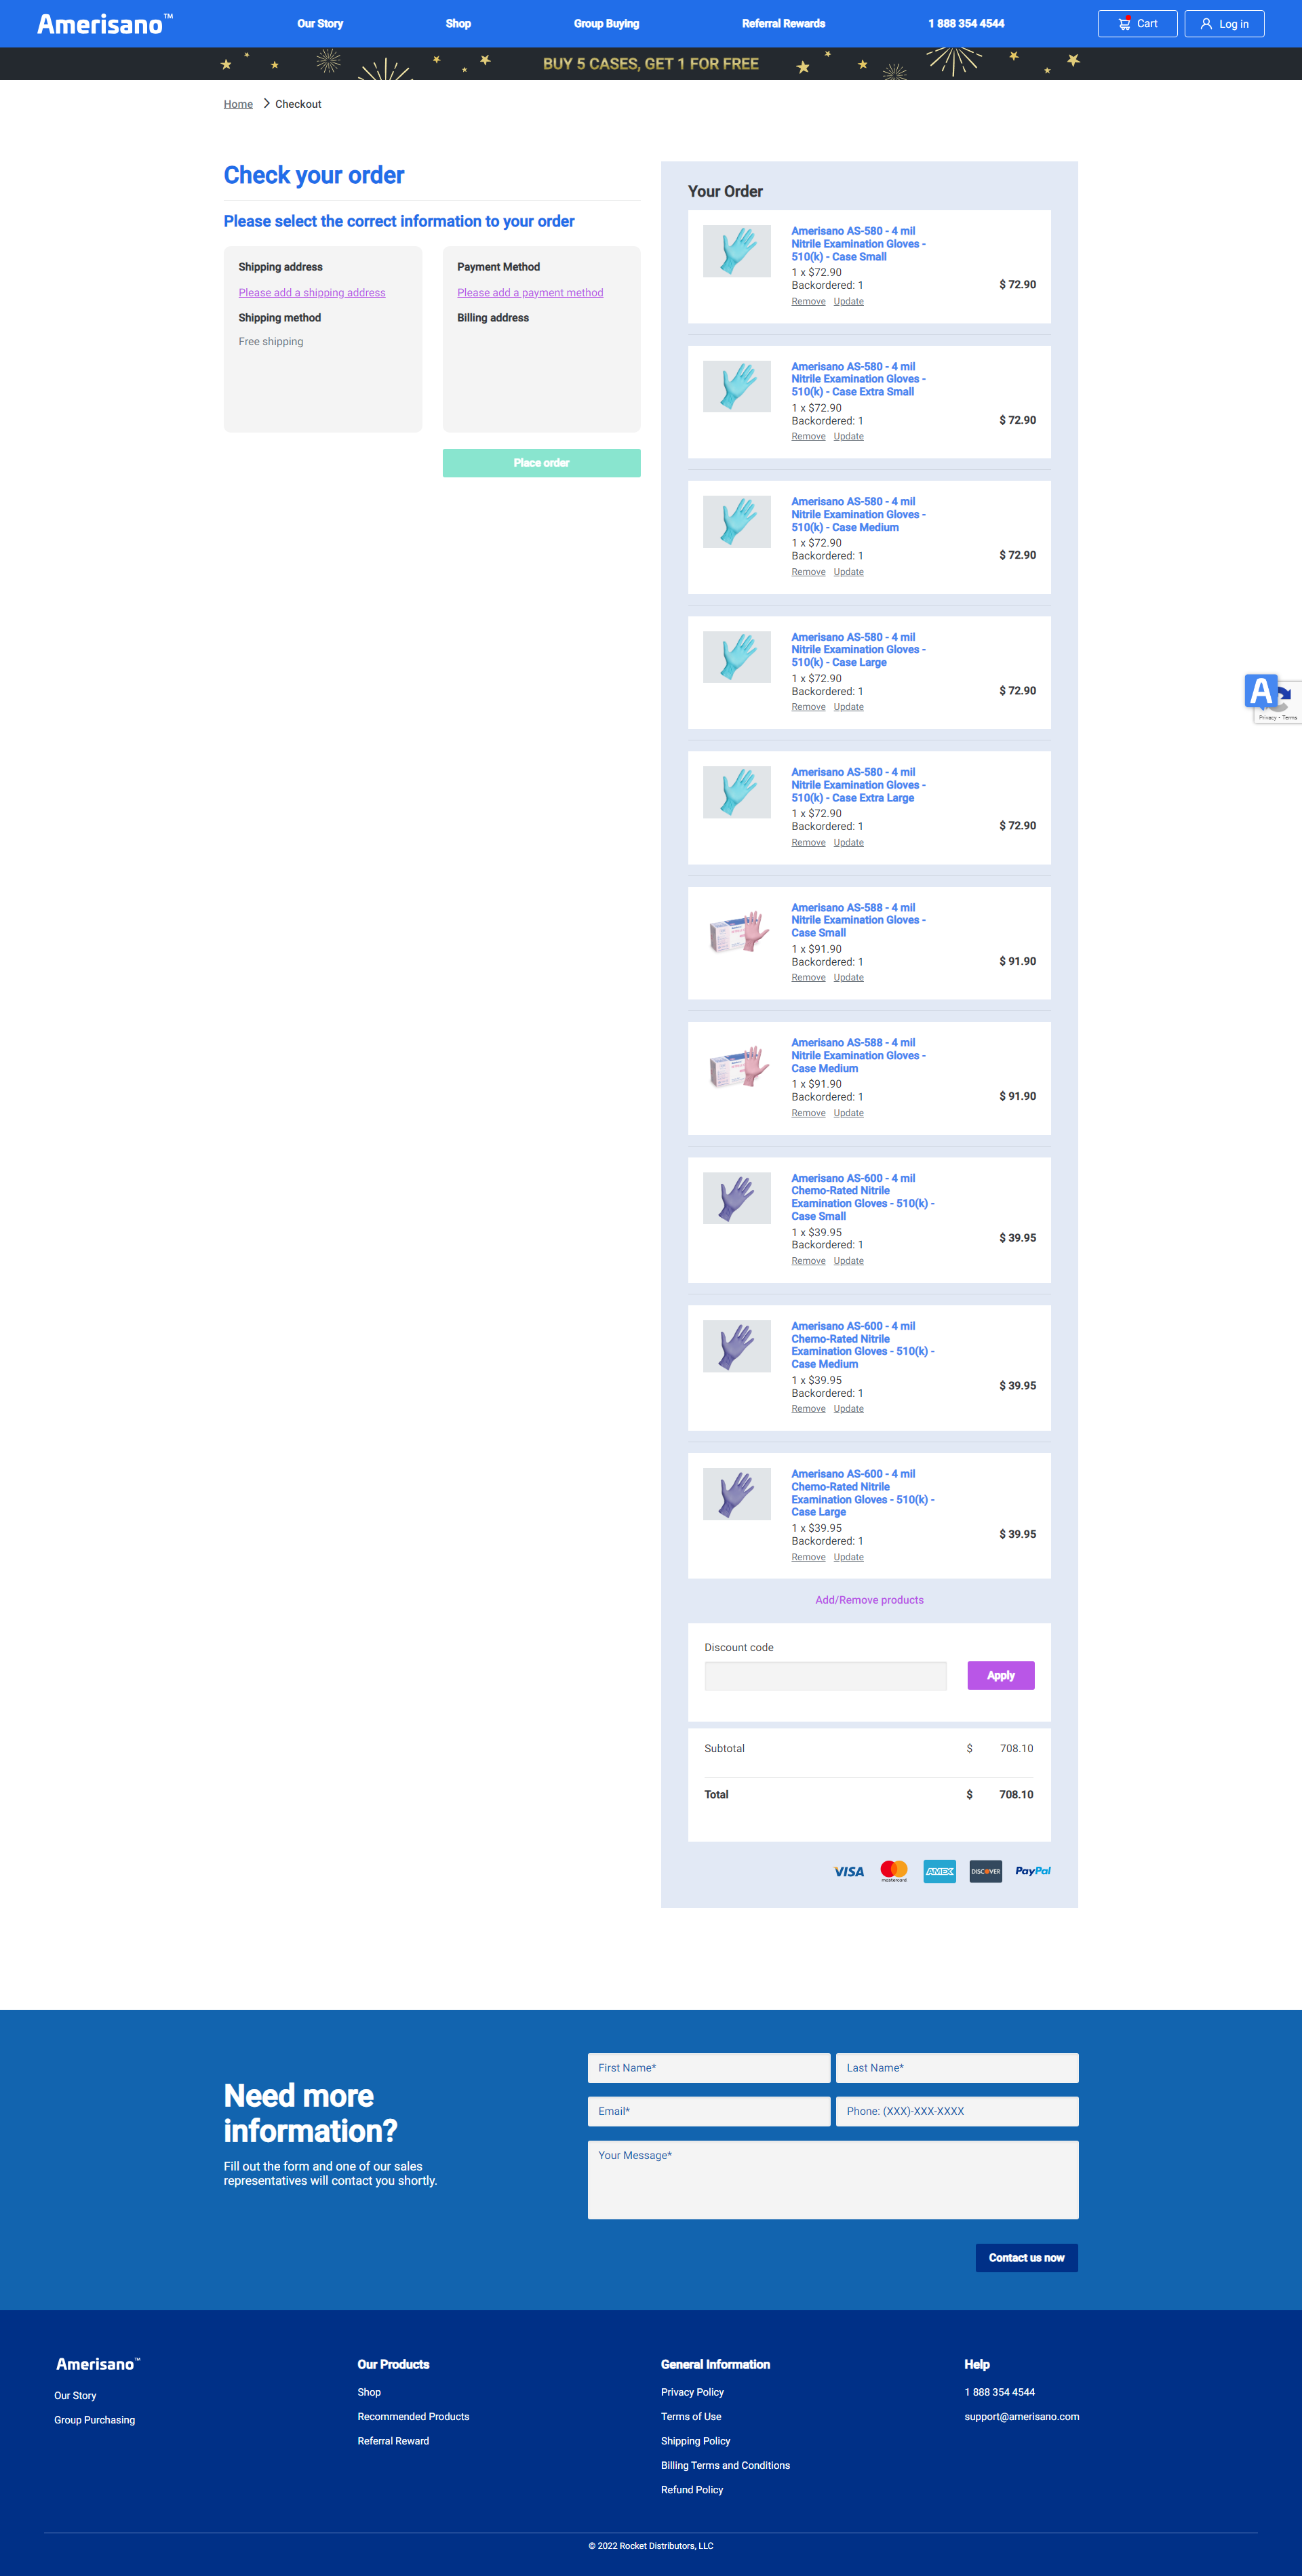 Amerisano™
Our Story
Shop
Group Buying
Referral Rewards
1 888 354 4544
Cart
Log in
BUY 5 CASES, GET 1 FOR FREE
Home
Checkout
Check your order
Please select the correct information to your order
Shipping address
Please add a shipping address
Shipping method
Free shipping
Payment Method
Please add a payment method
Billing address
Place order
Your Order
Amerisano AS-580 - 4 mil
Nitrile Examination Gloves -
510(k) - Case Small
1 x $72.90
Backordered: 1
$ 72.90
Remove Update
Amerisano AS-580 - 4 mil
Nitrile Examination Gloves -
510(k) - Case Extra Small
1 x $72.90
Backordered: 1
$ 72.90
Remove Update
Amerisano AS-580 - 4 mil
Nitrile Examination Gloves -
510(k) - Case Medium
1 x $72.90
Backordered: 1
$ 72.90
Remove Update
Amerisano AS-580 - 4 mil
Nitrile Examination Gloves -
510(k) - Case Large
1 x $72.90
Backordered: 1
$ 72.90
Remove Update
A
Privacy - Terms
Amerisano AS-580 - 4 mil
Nitrile Examination Gloves -
510(k) - Case Extra Large
1 x $72.90
Backordered: 1
$ 72.90
Remove Update
Amerisano AS-588 - 4 mil
Nitrile Examination Gloves -
Case Small
1 x $91.90
Backordered: 1
$ 91.90
Remove Update
Amerisano AS-588 - 4 mil
Nitrile Examination Gloves -
Case Medium
1 x $91.90
Backordered: 1
$ 91.90
Remove Update
Amerisano AS-600 - 4 mil
Chemo-Rated Nitrile
Examination Gloves - 510(k) -
Case Small
1 x $39.95
Backordered: 1
$ 39.95
Remove Update
Amerisano AS-600 - 4 mil
Chemo-Rated Nitrile
Examination Gloves - 510(k) -
Case Medium
1 x $39.95
Backordered: 1
$ 39.95
Remove Update
Amerisano AS-600 - 4 mil
Chemo-Rated Nitrile
Examination Gloves - 510(k) -
Case Large
1 x $39.95
Backordered: 1
$ 39.95
Remove Update
Add/Remove products
Discount code
Apply
Subtotal $ 708.10
Total $ 708.10
VISA
mastercard
AMEX
DISCOVER
PayPal
Need more
information?
Fill out the form and one of our sales
representatives will contact you shortly.
First Name*
Last Name*
Email*
Phone: (XXX)-XXX-XXXX
Your Message*
Contact us now
Amerisano™
Our Story
Group Purchasing
Our Products
Shop
Recommended Products
Referral Reward
General Information
Privacy Policy
Terms of Use
Shipping Policy
Billing Terms and Conditions
Refund Policy
Help
1 888 354 4544
support@amerisano.com
© 2022 Rocket Distributors, LLC